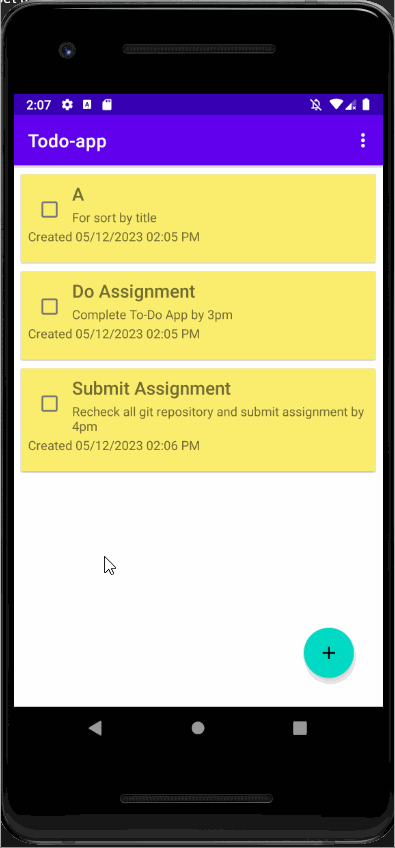 2:07
Todo-app
A
For sort by title
Created 05/12/2023 02:05 PM
Do Assignment
Complete To-Do App by 3pm
Created 05/12/2023 02:05 PM
Submit Assignment
Recheck all git repository and submit assignment by
4pm
Created 05/12/2023 02:06 PM